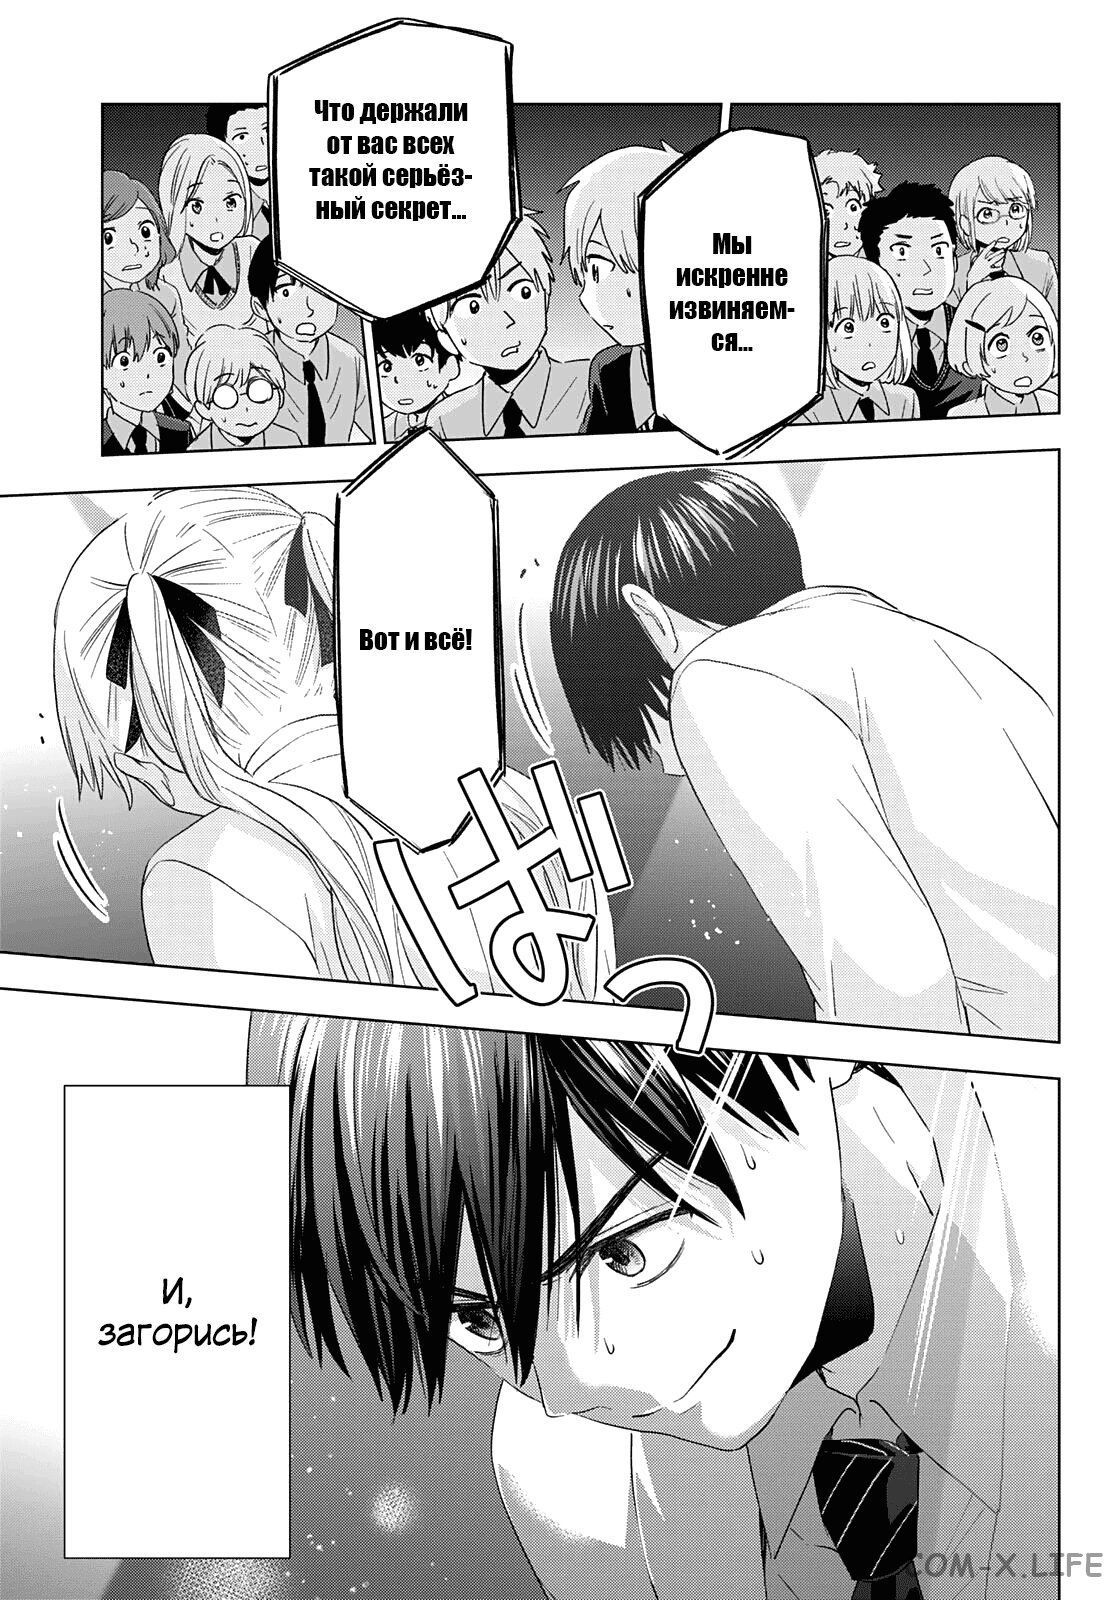 Мы
искренне
извиняем-
ся...
Что держали
от вас всех
такой серьёз-
ный секрет...
Вот и всё!
ばっ
И,
загорись!
COM-X.LIFE